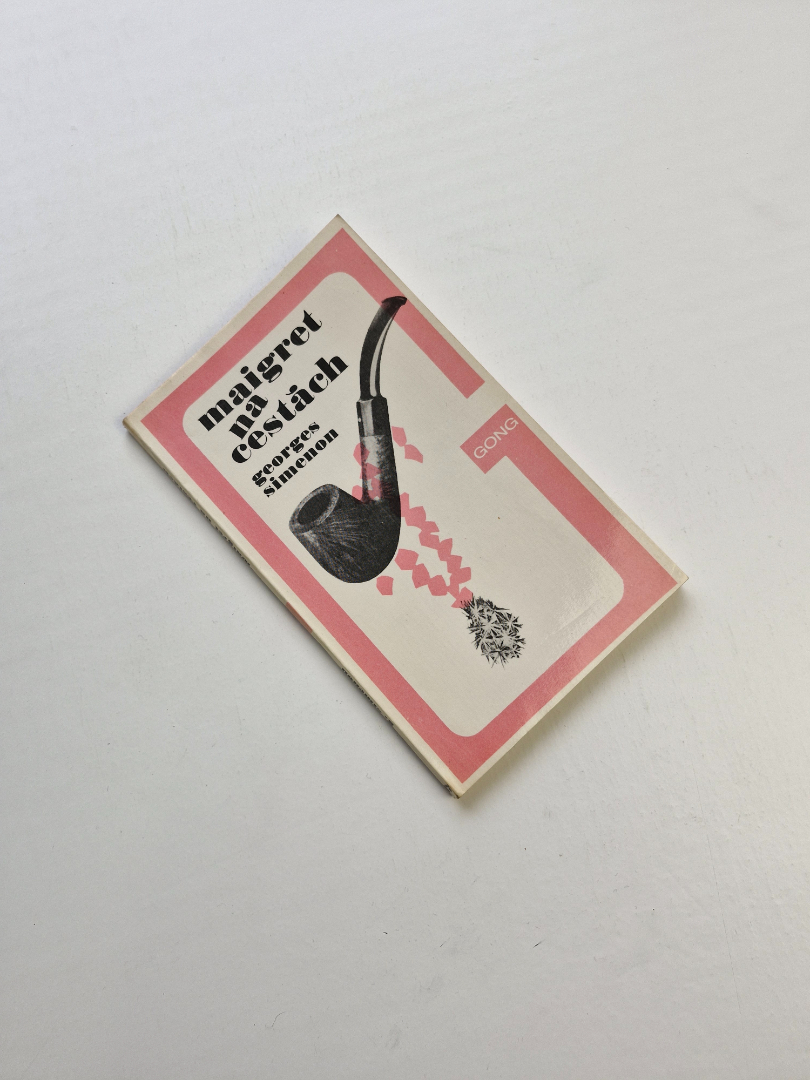 maigret
na
cestách
georges
simenon
GONG